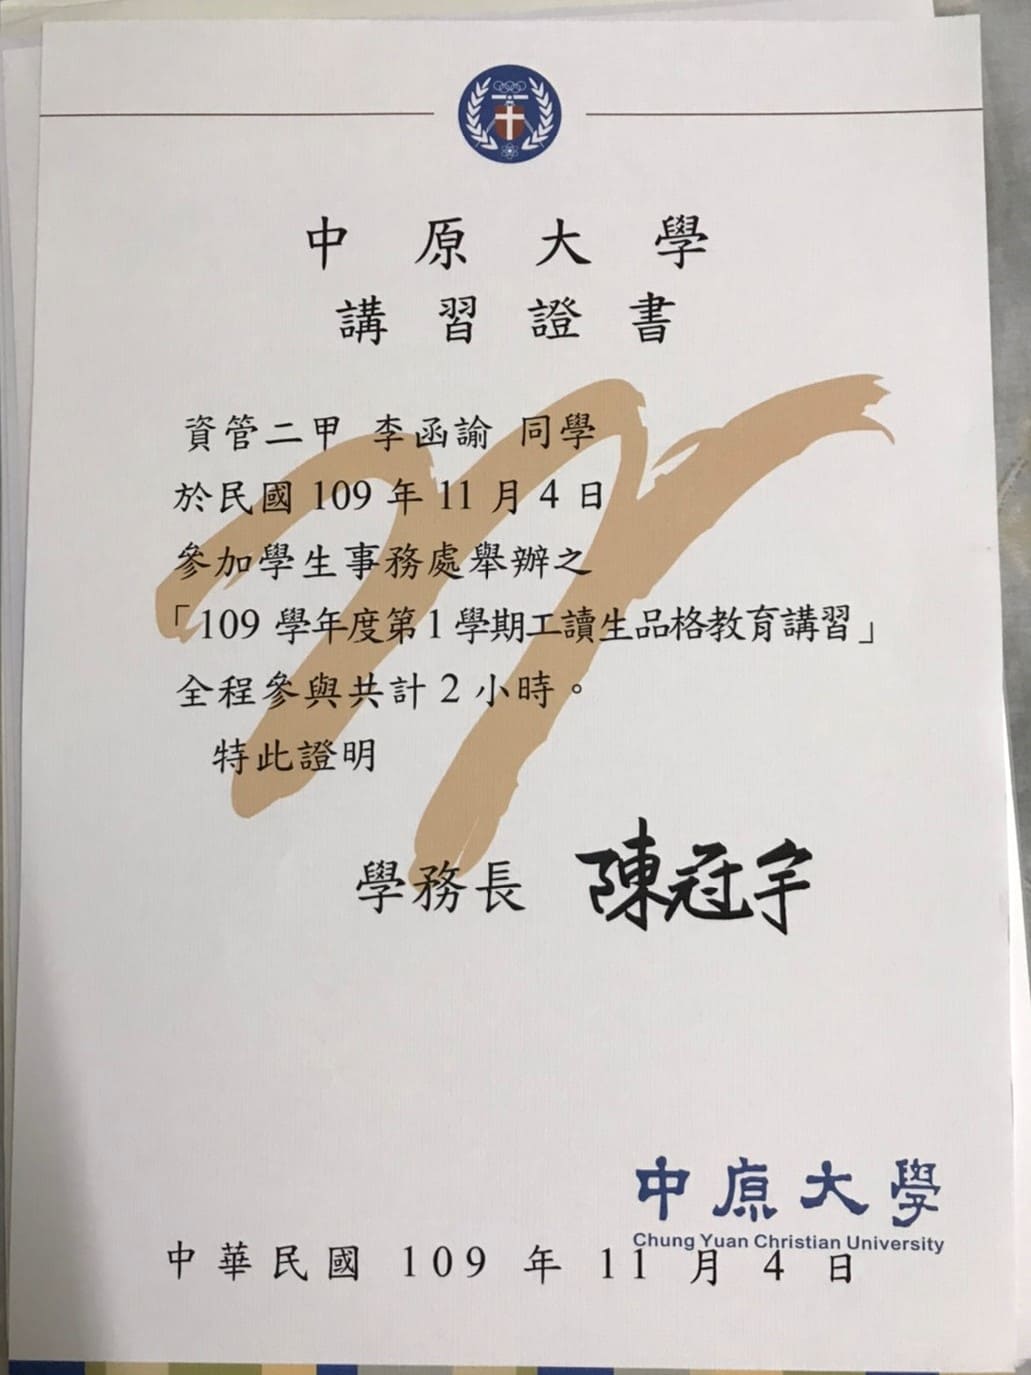 中原大學
講習證書
資管二甲 李函諭 同學
於民國 109 年 11 月 4 日
參加學生事務處舉辦之
「109 學年度第 1 學期工讀生品格教育講習」
全程參與共計 2 小時。
特此證明
學務長 陳冠宇
中原大學
Chung Yuan Christian University
中華民國 109 年 11 月 4 日